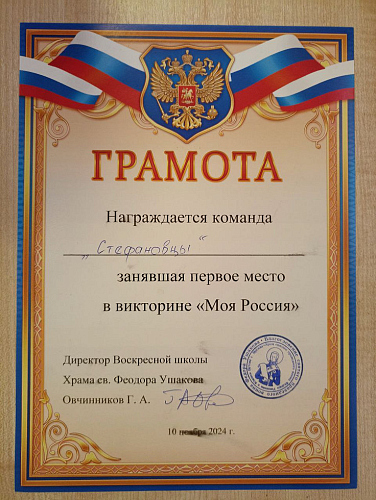 ГРАМОТА
Награждается команда
„Стефановцы“
занявшая первое место
в викторине «Моя Россия»
Директор Воскресной школы
Храма св. Феодора Ушакова
Овчинников Г. А.
10 ноября 2024 г.